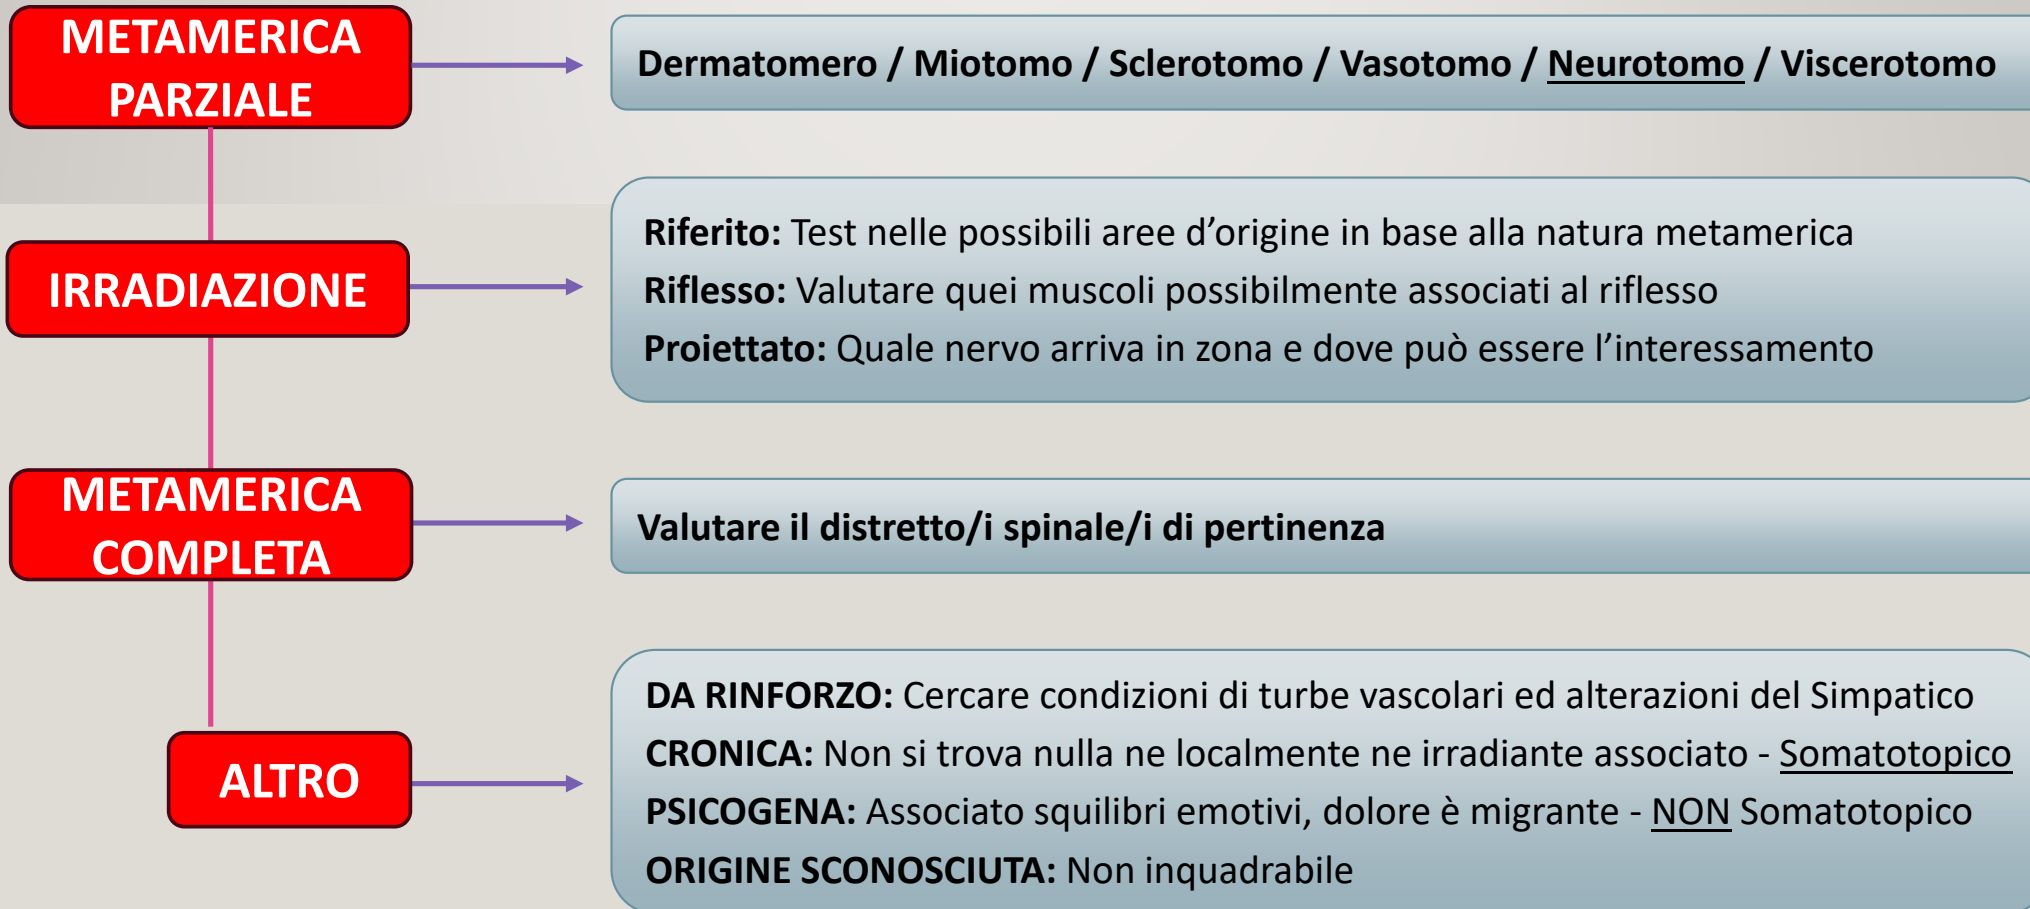 METAMERICA
PARZIALE
Dermatomero / Miotomo / Sclerotomo / Vasotomo / Neurotomo / Viscerotomo
IRRADIAZIONE
Riferito: Test nelle possibili aree d’origine in base alla natura metamerica
Riflesso: Valutare quei muscoli possibilmente associati al riflesso
Proiettato: Quale nervo arriva in zona e dove può essere l’interessamento
METAMERICA
COMPLETA
Valutare il distretto/i spinale/i di pertinenza
ALTRO
DA RINFORZO: Cercare condizioni di turbe vascolari ed alterazioni del Simpatico
CRONICA: Non si trova nulla ne localmente ne irradiante associato - Somatotopico
PSICOGENA: Associato squilibri emotivi, dolore è migrante - NON Somatotopico
ORIGINE SCONOSCIUTA: Non inquadrabile